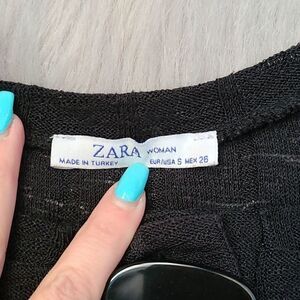 ZARA WOMAN
MADE IN TURKEY EUR/USA S MEX 26